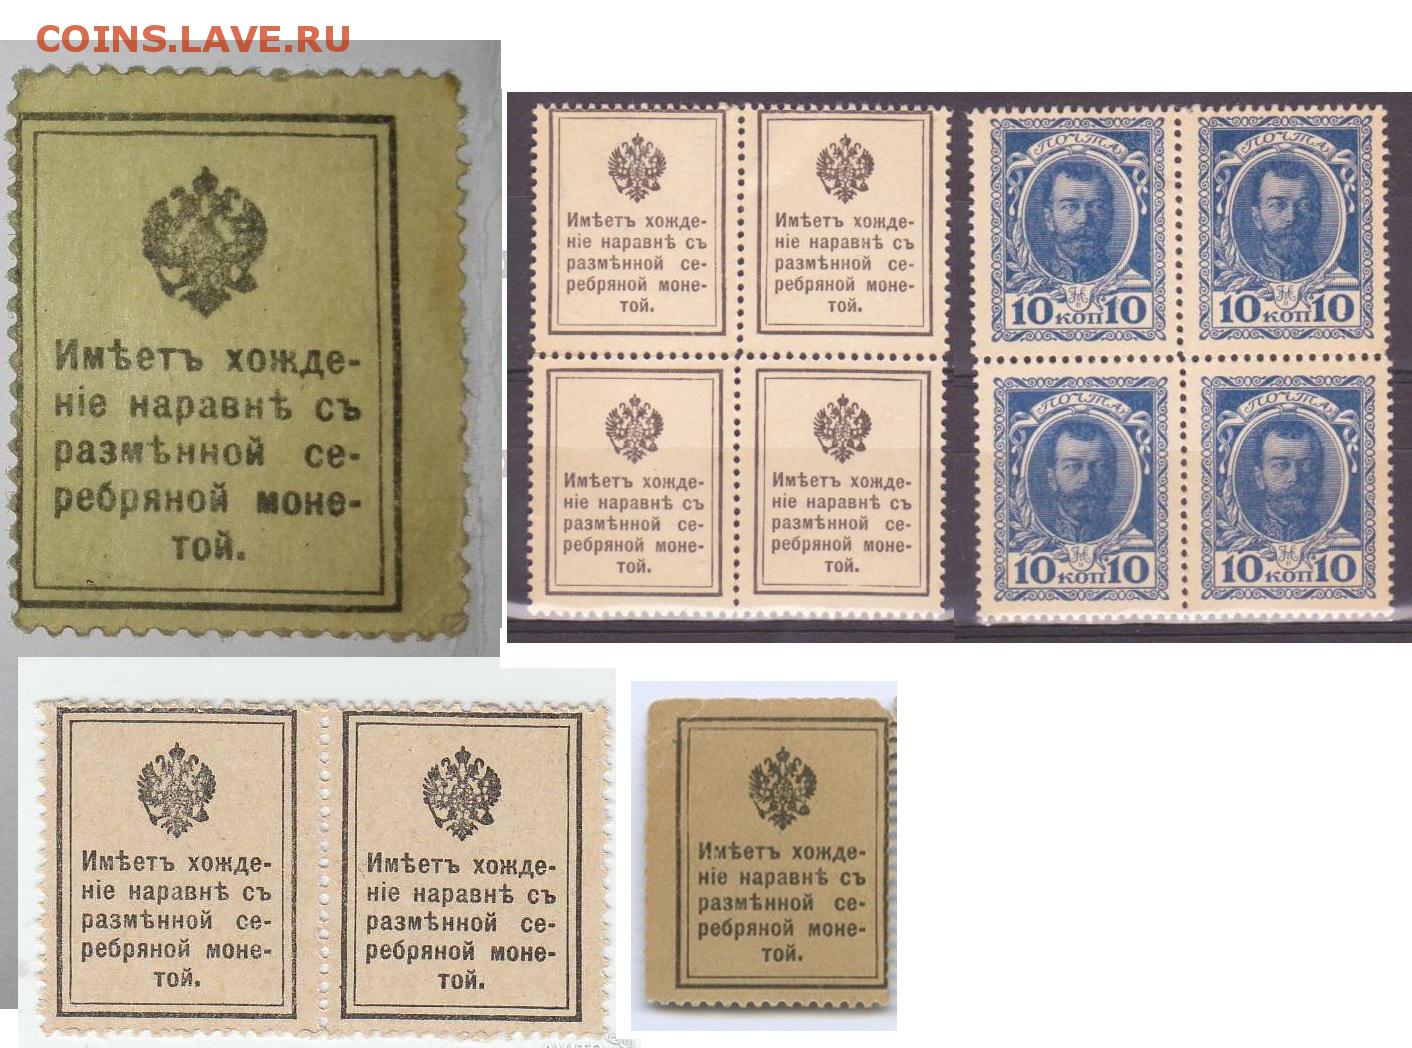 COINS.LAVE.RU
Имѣетъ хожде-
ніе наравнѣ съ
размѣнной се-
ребряной моне-
той.
Имѣетъ хожде-
ніе наравнѣ съ
размѣнной се-
ребряной моне-
той.
Имѣетъ хожде-
ніе наравнѣ съ
размѣнной се-
ребряной моне-
той.
Имѣетъ хожде-
ніе наравнѣ съ
размѣнной се-
ребряной моне-
той.
Имѣетъ хожде-
ніе наравнѣ съ
размѣнной се-
ребряной моне-
той.
ПОЧТА
10 КОП 10
ПОЧТА
10 КОП 10
ПОЧТА
10 КОП 10
ПОЧТА
10 КОП 10
Имѣетъ хожде-
ніе наравнѣ съ
размѣнной се-
ребряной моне-
той.
Имѣетъ хожде-
ніе наравнѣ съ
размѣнной се-
ребряной моне-
той.
Имѣетъ хожде-
ніе наравнѣ съ
размѣнной се-
ребряной моне-
той.